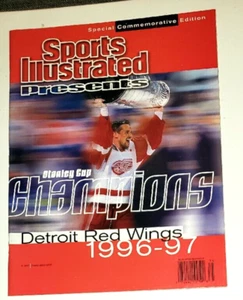 Special Commemorative Edition
Sports
Illustrated
presents
Stanley Cup
Champions
Detroit Red Wings
1996-97